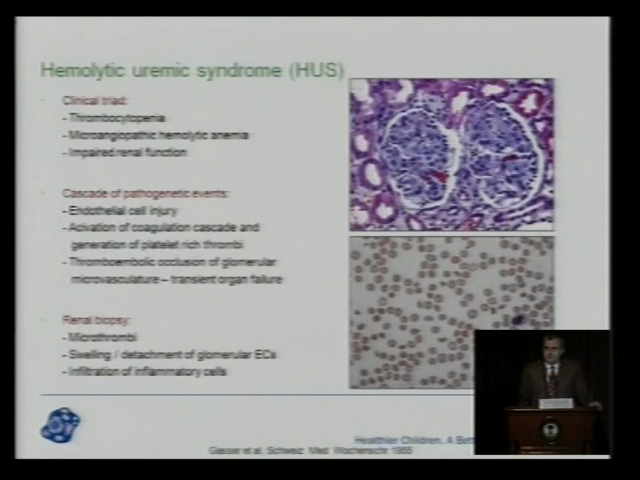 Hemolytic uremic syndrome (HUS)
Clinical triad:
- Thrombocytopenia
- Microangiopathic hemolytic anemia
- Impaired renal function
Cascade of pathogenetic events:
- Endothelial cell injury
- Acivation of coagulation cascade and
generation of platelet rich thrombi
- Thromboembolic occlusion of glomerular
microvasculature – transient organ failure
Renal biopsy:
- Microthrombi
- Swelling / detachment of glomerular ECs
- Infiltration of inflammatory cells
Healthier Children. A Bett
Gasser et al, Schweiz Med Wochenschr 1955